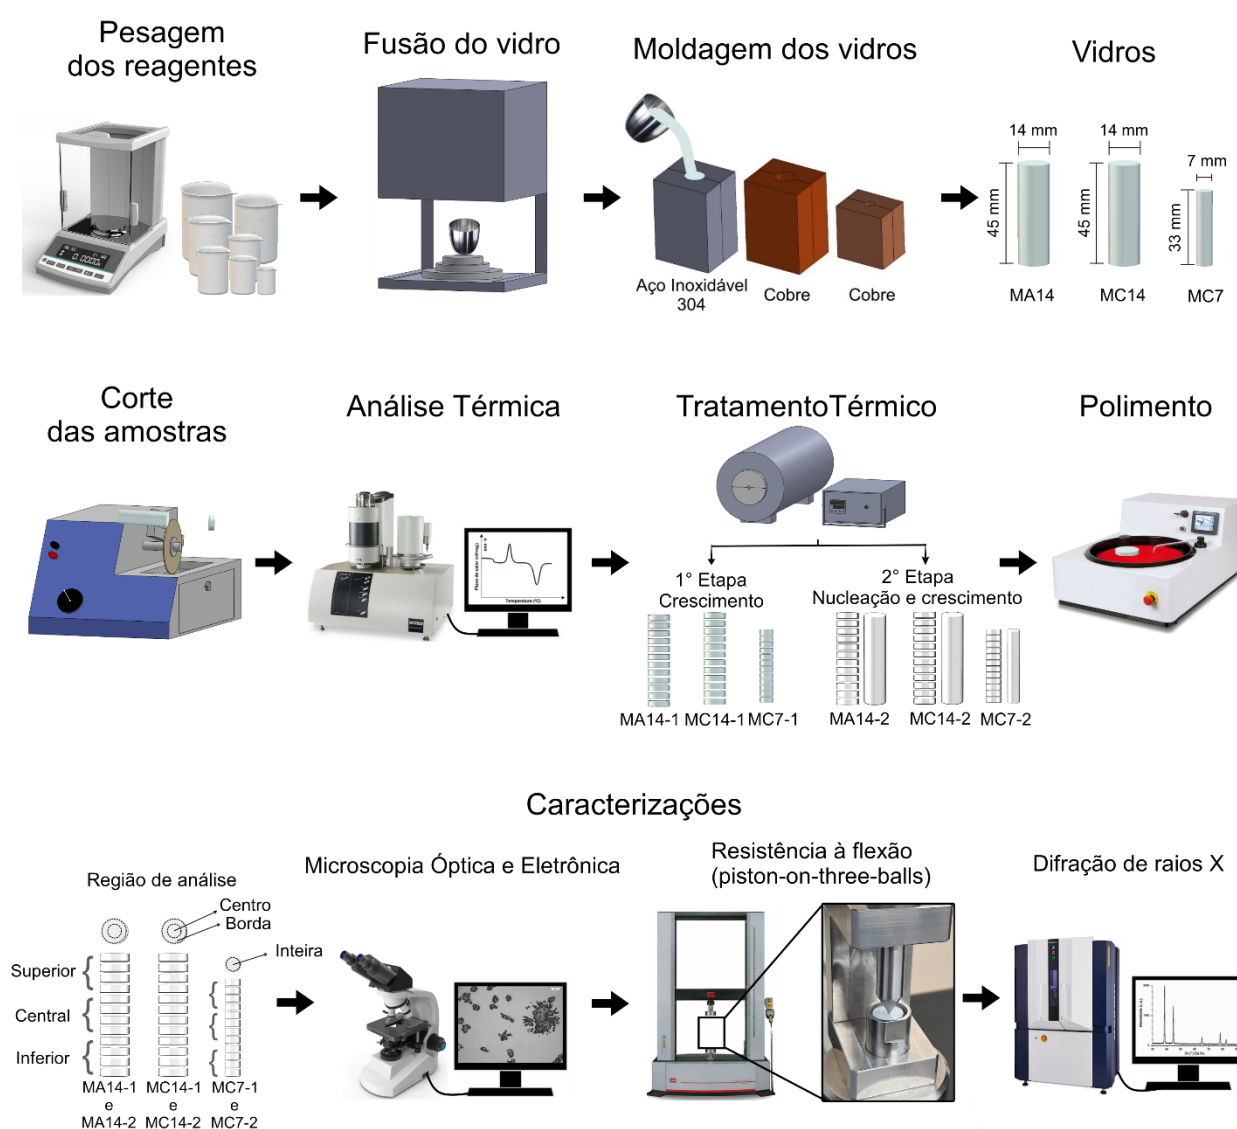 Pesagem
dos reagentes
Fusão do vidro
Moldagem dos vidros
Vidros
14 mm
14 mm
7 mm
45 mm
45 mm
33 mm
0.0000
Aço Inoxidável
304
Cobre
Cobre
MA14
MC14
MC7
Corte
das amostras
Análise Térmica
TratamentoTérmico
Polimento
Temperatura (ºC)
1° Etapa
Crescimento
2° Etapa
Nucleação e crescimento
MA14-1
MC14-1
MC7-1
MA14-2
MC14-2
MC7-2
Caracterizações
Região de análise
Centro
Borda
Inteira
Superior
Central
Inferior
MA14-1
e
MA14-2
MC14-1
e
MC14-2
MC7-1
e
MC7-2
Microscopia Óptica e Eletrônica
Resistência à flexão
(piston-on-three-balls)
Difração de raios X